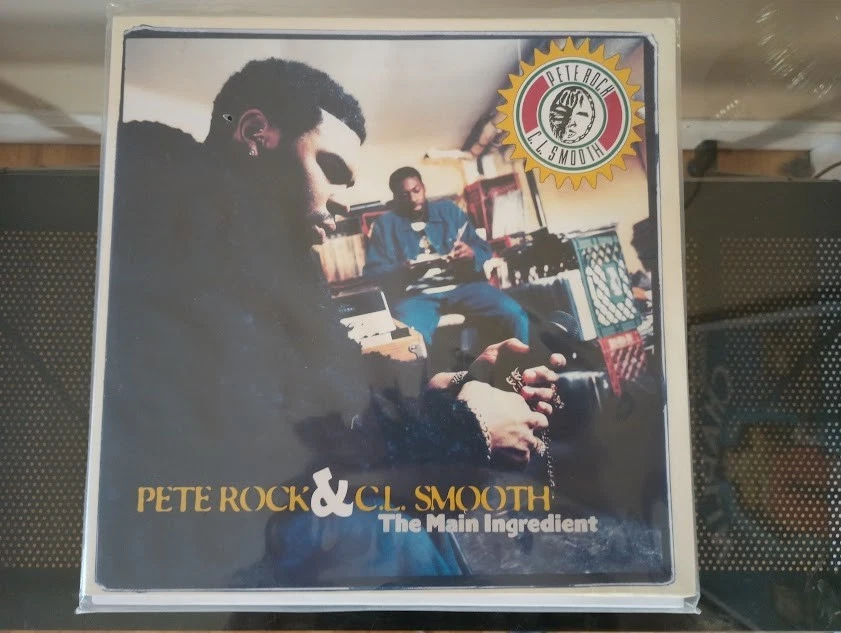 PETE ROCK
C.L. SMOOTH
PETE ROCK & C.L. SMOOTH
The Main Ingredient